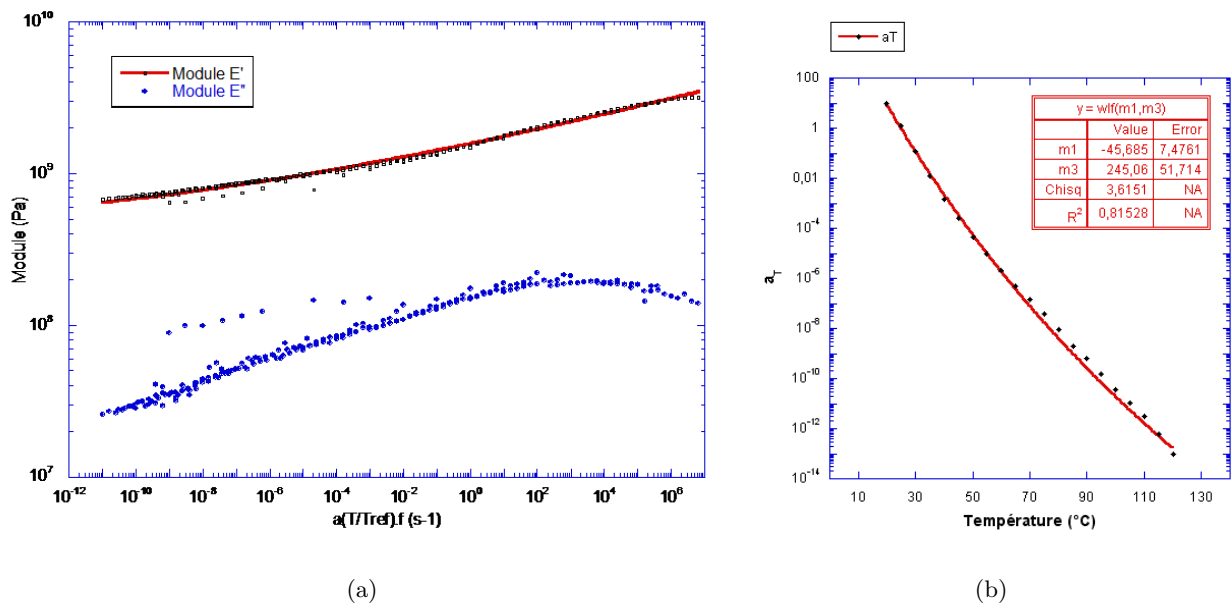 10^10
10^9
10^8
10^7
Module (Pa)
Module E'
Module E"
10^-12 10^-10 10^-8 10^-6 10^-4 10^-2 10^0 10^2 10^4 10^6
a(T/Tref).f (s-1)
(a)
aT
100
1
0,01
10^-4
10^-6
10^-8
10^-10
10^-12
10^-14
a_T
y = wlf(m1,m3)
Value Error
m1 -45,685 7,4761
m3 245,06 51,714
Chisq 3,6151 NA
R^2 0,81528 NA
10 30 50 70 90 110 130
Température (°C)
(b)